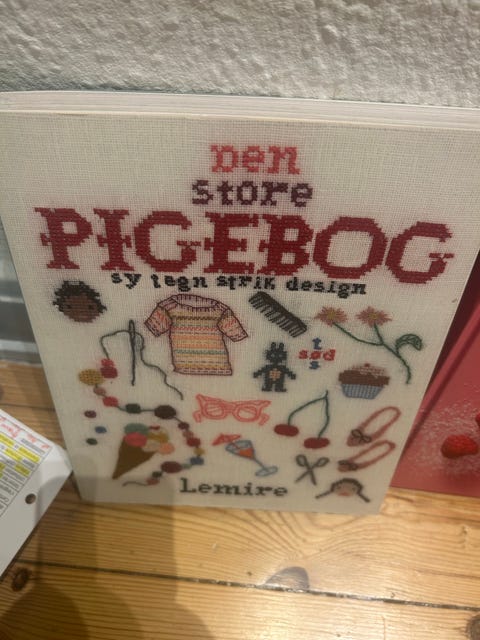 Den
store
PIGEBOG
sy tegn strik design
t
sød
s
Lemire